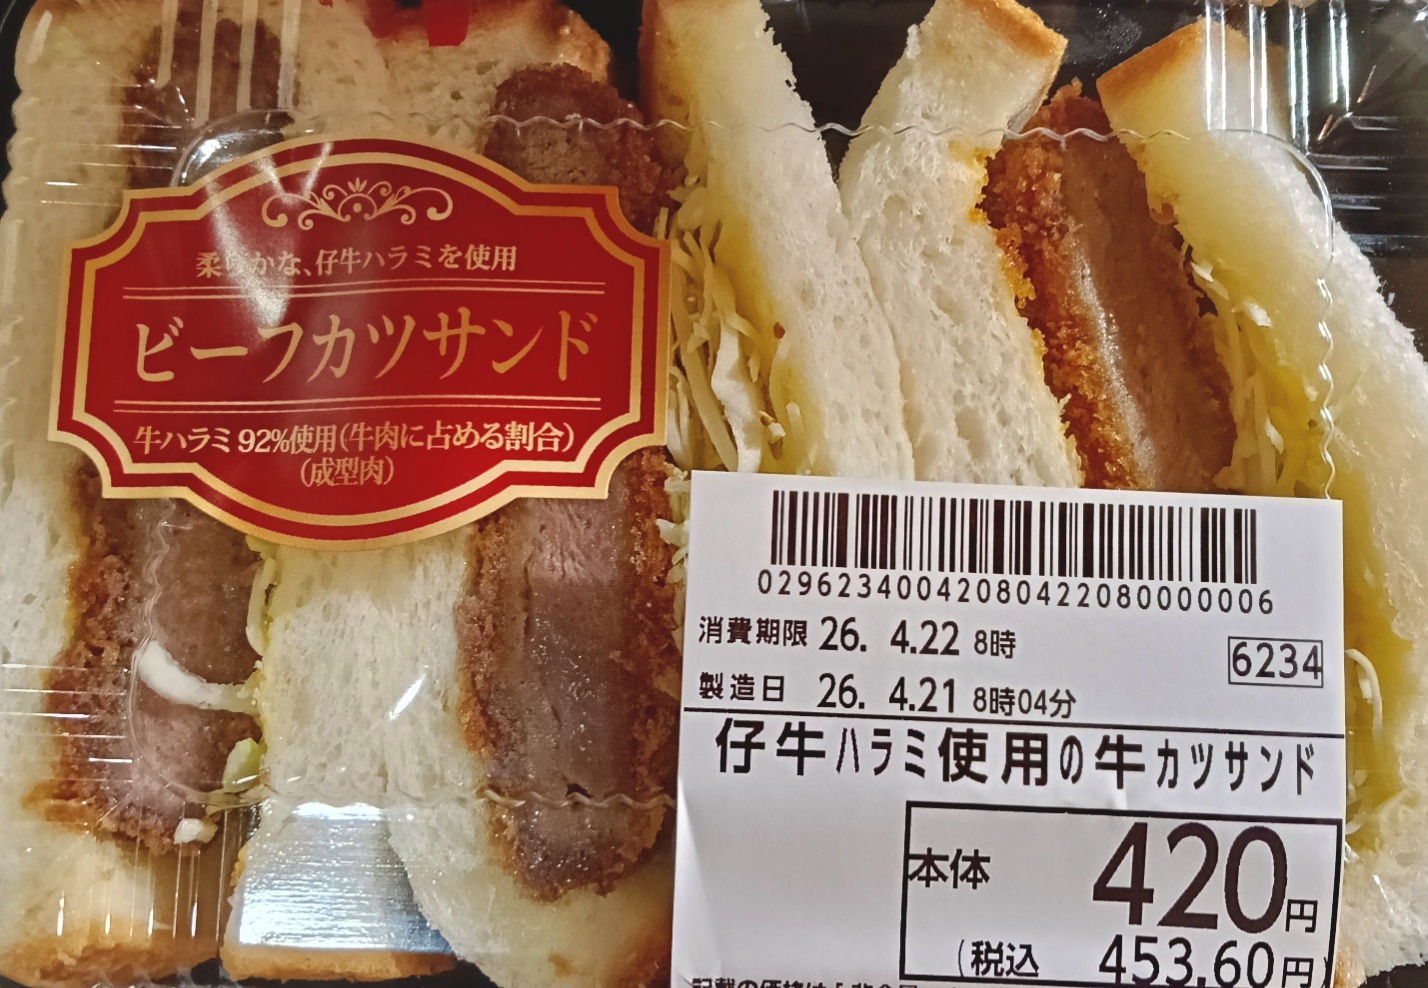 柔らかな、仔牛ハラミを使用
ビーフカツサンド
牛ハラミ92%使用(牛肉に占める割合)
(成型肉)
02962340042080422080000006
消費期限 26. 4.22 8時
製造日 26. 4.21 8時04分
6234
仔牛ハラミ使用の牛カツサンド
本体 420円
(税込 453.60円)